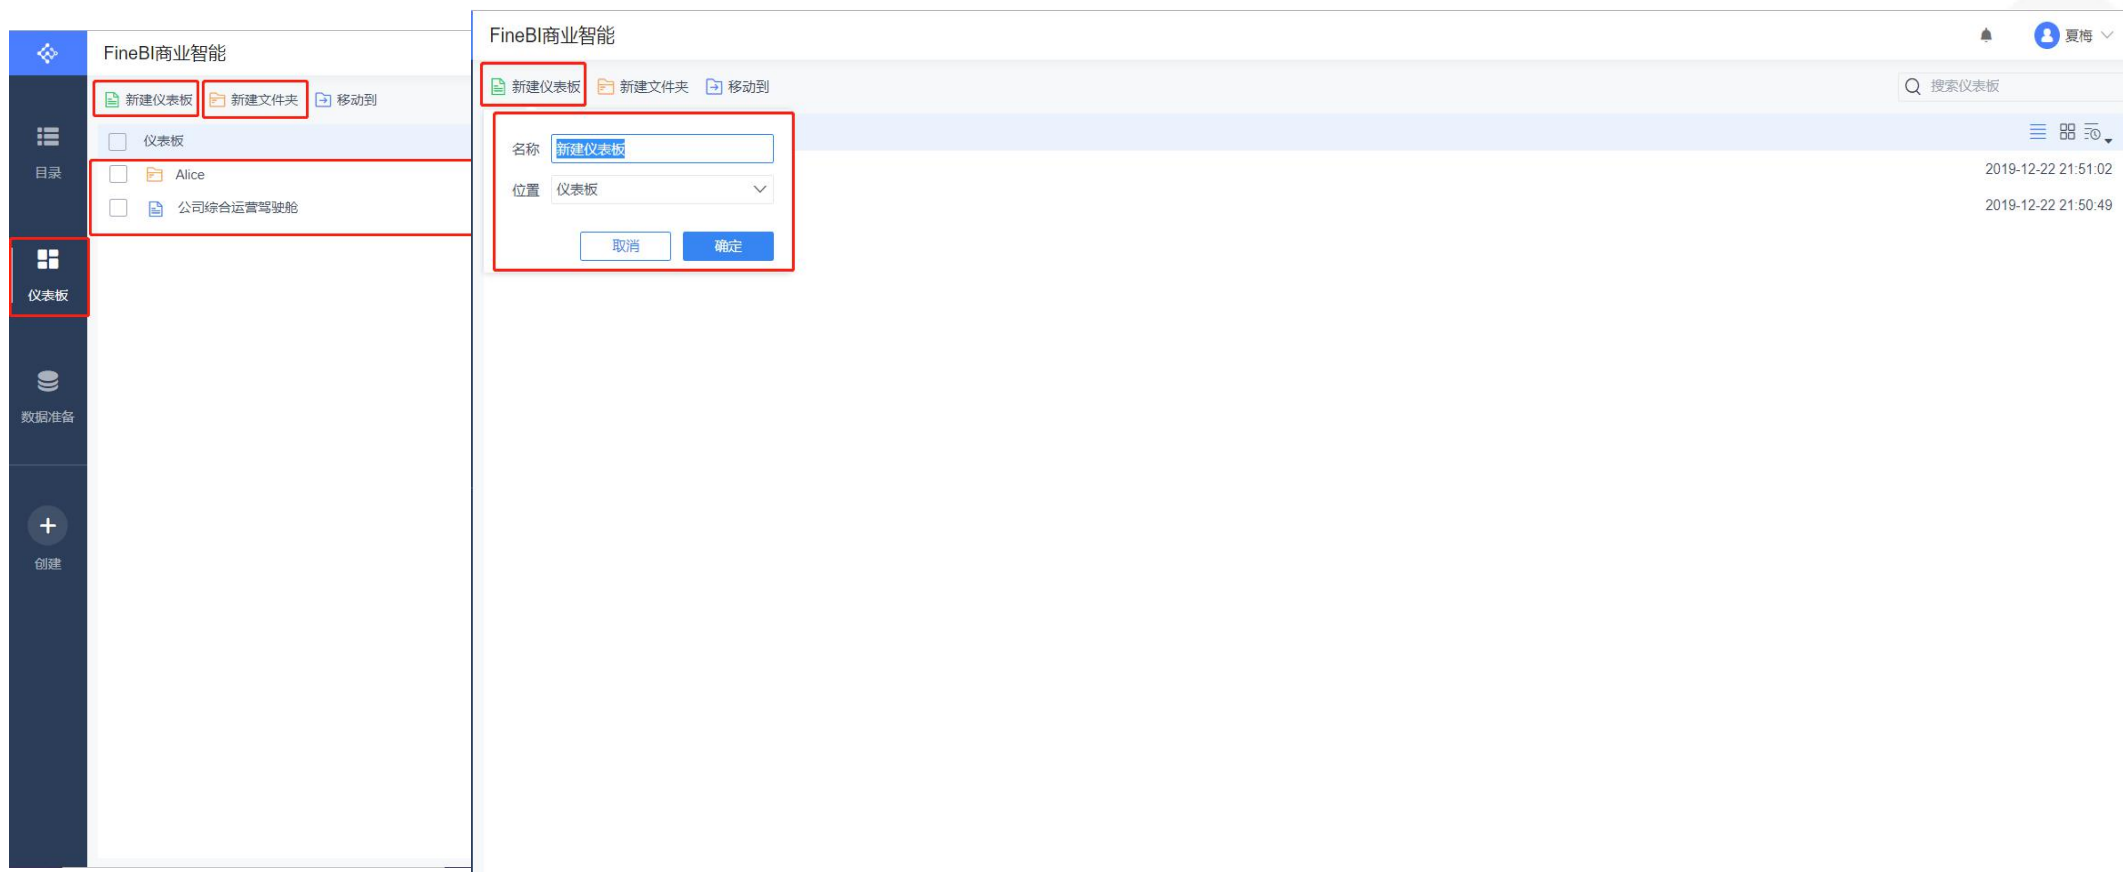 FineBI商业智能
新建仪表板 新建文件夹 移动到
仪表板
Alice
公司综合运营驾驶舱
目录
仪表板
数据准备
创建
FineBI商业智能
夏梅
新建仪表板 新建文件夹 移动到
搜索仪表板
名称 新建仪表板
位置 仪表板
取消 确定
2019-12-22 21:51:02
2019-12-22 21:50:49